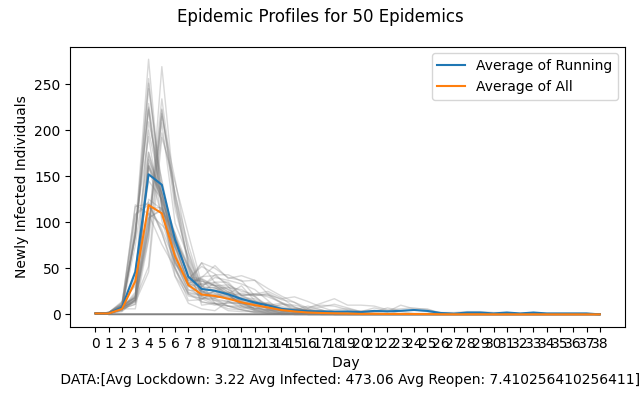 Epidemic Profiles for 50 Epidemics
Average of Running
Average of All
Newly Infected Individuals
250
200
150
100
50
0
0 1 2 3 4 5 6 7 8 9 10 11 12 13 14 15 16 17 18 19 20 21 22 23 24 25 26 27 28 29 30 31 32 33 34 35 36 37 38
Day
DATA:[Avg Lockdown: 3.22 Avg Infected: 473.06 Avg Reopen: 7.410256410256411]